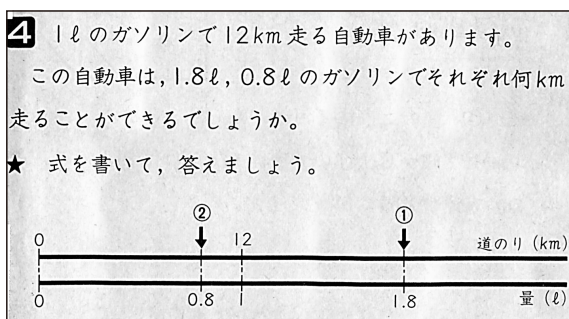 4 1ℓのガソリンで12km走る自動車があります。
この自動車は,1.8ℓ,0.8ℓのガソリンでそれぞれ何km
走ることができるでしょうか。
★ 式を書いて,答えましょう。
② ①
0 12 道のり(km)
0 0.8 1 1.8 量(ℓ)